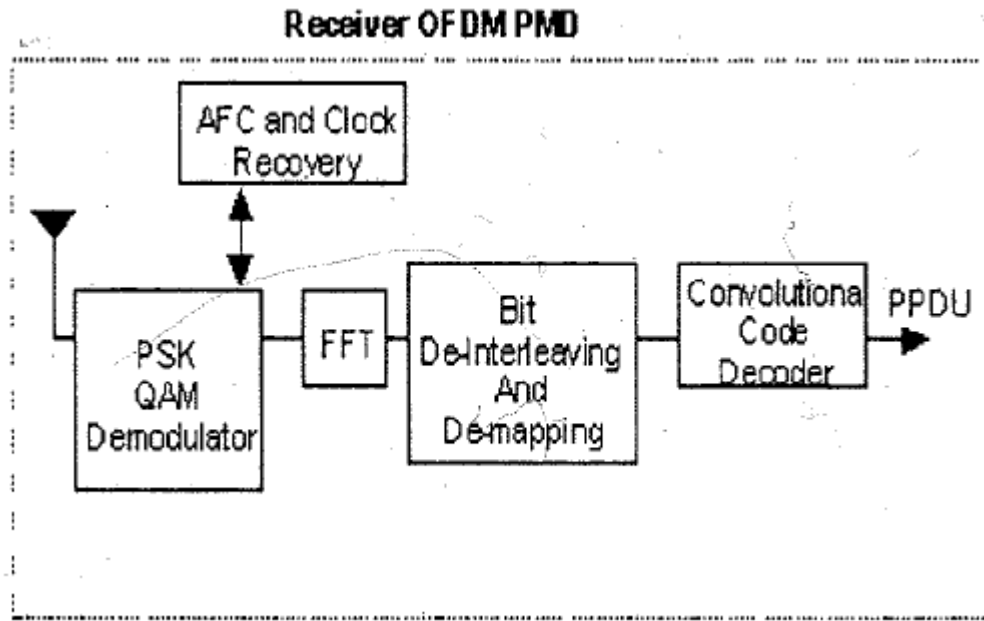 Receiver OFDM PMD
AFC and Clock
Recovery
PSK
QAM
Demodulator
FFT
Bit
De-Interleaving
And
De-mapping
Convolutiona
Code
Decoder
PPDU